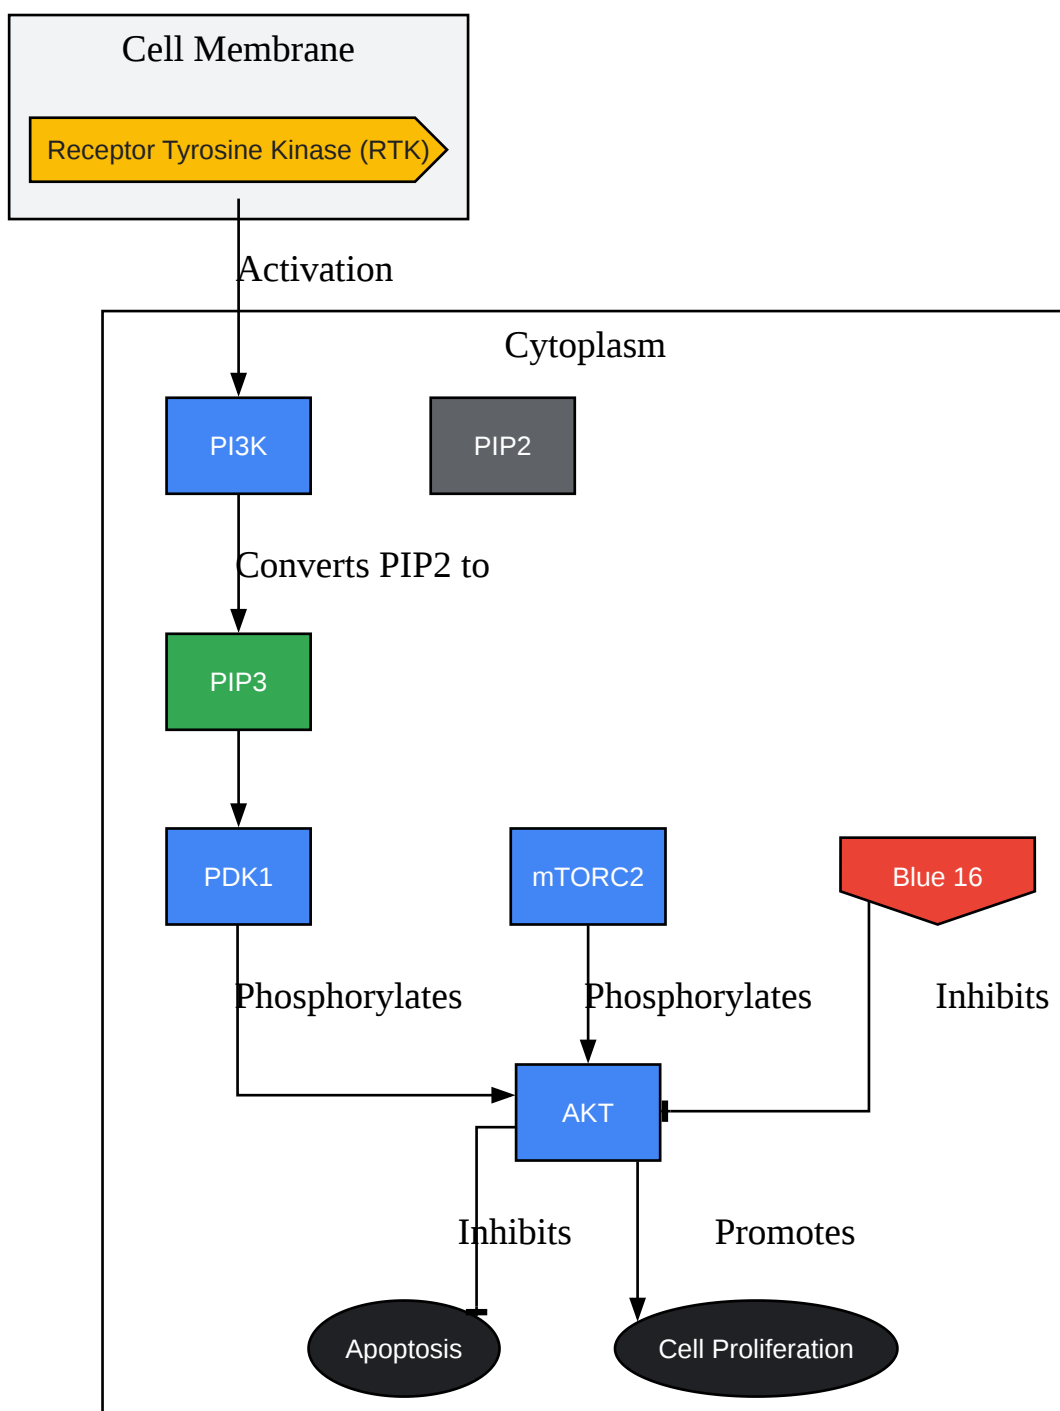 Cell Membrane
Receptor Tyrosine Kinase (RTK)
Activation
Cytoplasm
PI3K
PIP2
Converts PIP2 to
PIP3
PDK1
mTORC2
Blue 16
Phosphorylates
Phosphorylates
Inhibits
AKT
Inhibits
Promotes
Apoptosis
Cell Proliferation